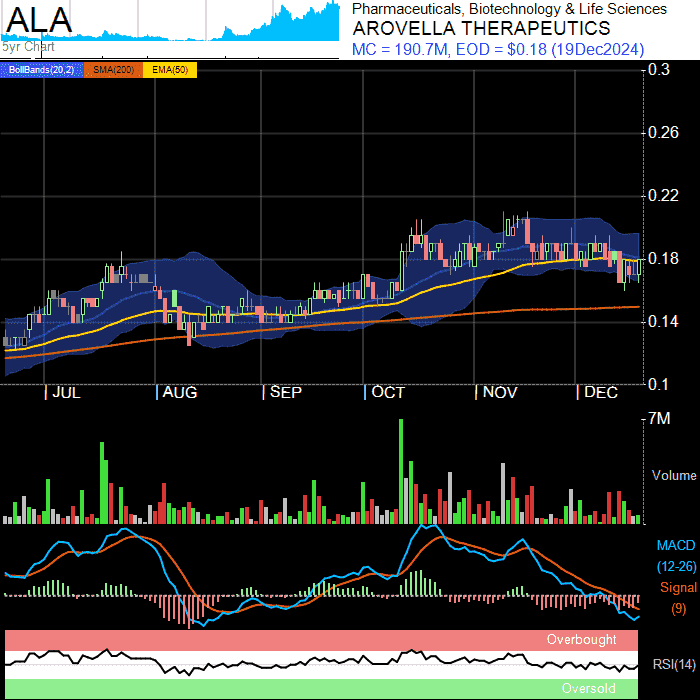 ALA
5yr Chart
Pharmaceuticals, Biotechnology & Life Sciences
AROVELLA THERAPEUTICS
MC = 190.7M, EOD = $0.18 (19Dec2024)
BollBands(20,2) SMA(200) EMA(50)
0.3
0.26
0.22
0.18
0.14
0.1
JUL AUG SEP OCT NOV DEC
7M
Volume
MACD
(12-26)
Signal
(9)
Overbought
RSI(14)
Oversold